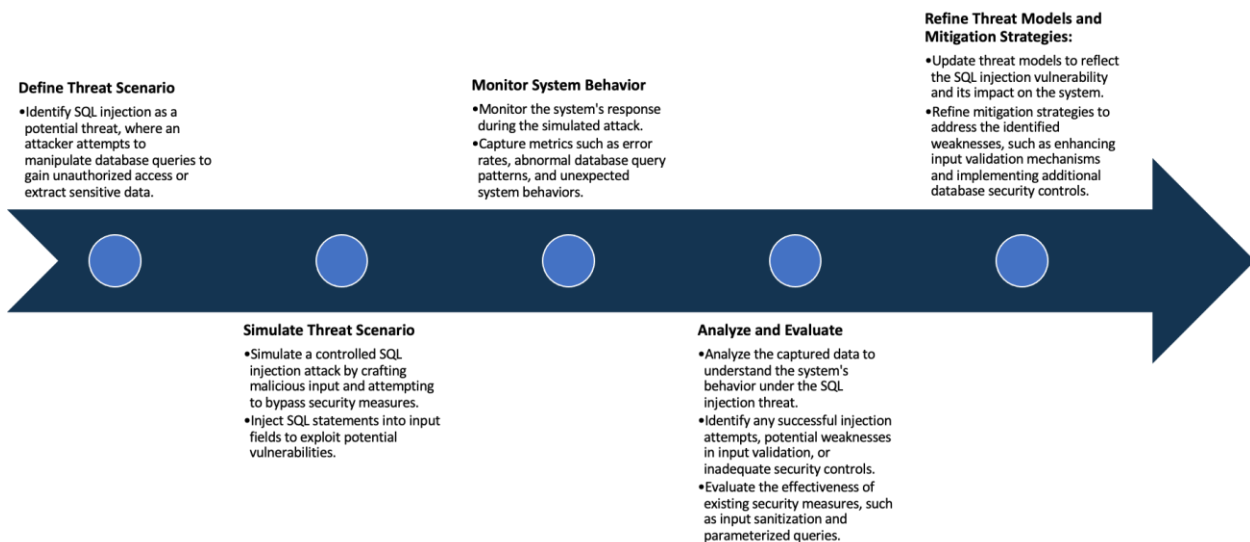 Define Threat Scenario
•Identify SQL injection as a
potential threat, where an
attacker attempts to
manipulate database queries to
gain unauthorized access or
extract sensitive data.
Simulate Threat Scenario
•Simulate a controlled SQL
injection attack by crafting
malicious input and attempting
to bypass security measures.
•Inject SQL statements into input
fields to exploit potential
vulnerabilities.
Monitor System Behavior
•Monitor the system's response
during the simulated attack.
•Capture metrics such as error
rates, abnormal database query
patterns, and unexpected
system behaviors.
Analyze and Evaluate
•Analyze the captured data to
understand the system's
behavior under the SQL
injection threat.
•Identify any successful injection
attempts, potential weaknesses
in input validation, or
inadequate security controls.
•Evaluate the effectiveness of
existing security measures, such
as input sanitization and
parameterized queries.
Refine Threat Models and
Mitigation Strategies:
•Update threat models to reflect
the SQL injection vulnerability
and its impact on the system.
•Refine mitigation strategies to
address the identified
weaknesses, such as enhancing
input validation mechanisms
and implementing additional
database security controls.